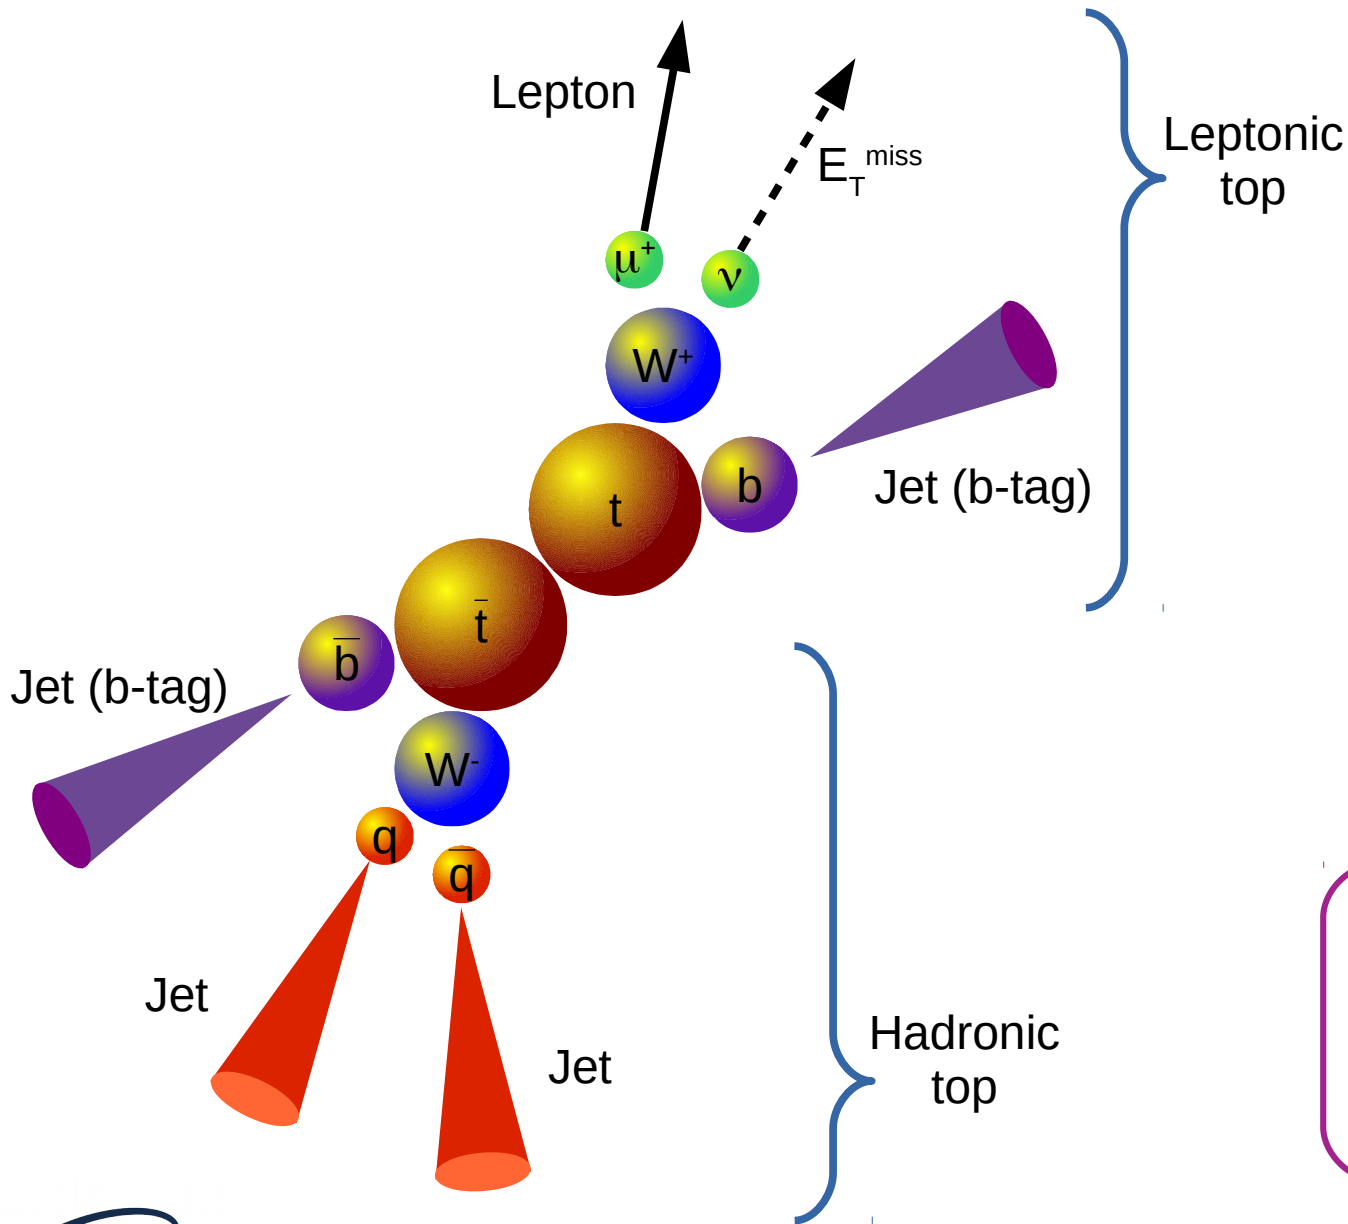 Lepton
E_T^miss
Leptonic
top
μ⁺
ν
W⁺
t
b
Jet (b-tag)
t̄
b̄
Jet (b-tag)
W⁻
q
q̄
Jet
Jet
Hadronic
top